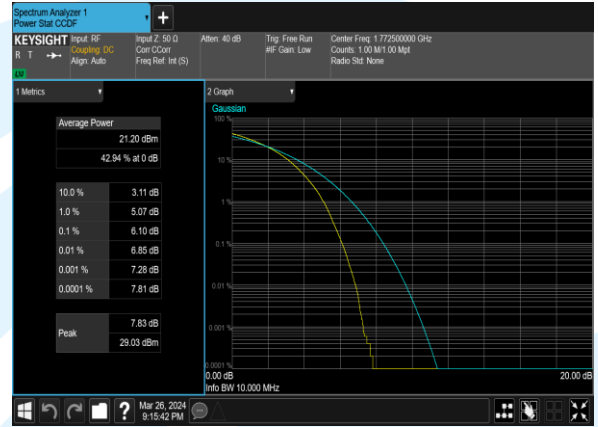 Spectrum Analyzer 1
Power Stat CCDF
+
KEYSIGHT
R T
LV
Input: RF
Coupling: DC
Align: Auto
Input Z: 50 Ω
Corr CCorr
Freq Ref: Int (S)
Atten: 40 dB
Trig: Free Run
#IF Gain: Low
Center Freq: 1.772500000 GHz
Counts: 1.00 M/1.00 Mpt
Radio Std: None
1 Metrics
Average Power
21.20 dBm
42.94 % at 0 dB
10.0 % 3.11 dB
1.0 % 5.07 dB
0.1 % 6.10 dB
0.01 % 6.85 dB
0.001 % 7.28 dB
0.0001 % 7.81 dB
Peak
7.83 dB
29.03 dBm
2 Graph
Gaussian
100 %
10 %
1 %
0.1 %
0.01 %
0.001 %
0.0001 %
0.00 dB 20.00 dB
Info BW 10.000 MHz
?
Mar 26, 2024
9:15:42 PM